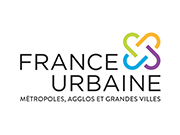 FRANCE
URBAINE
MÉTROPOLES, AGGLOS ET GRANDES VILLES